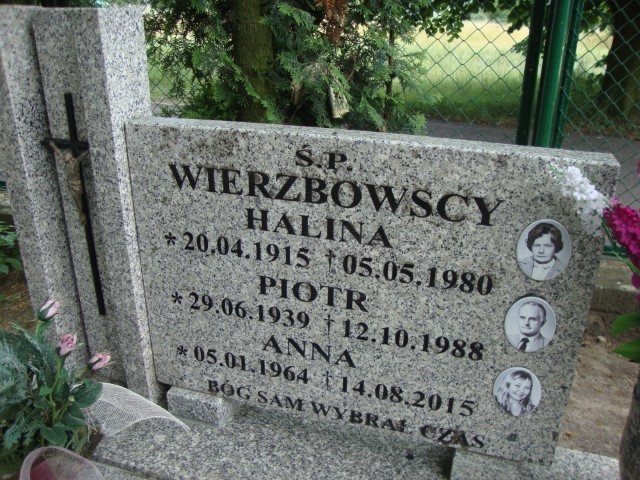 Ś.P.
WIERZBOWSCY
HALINA
* 20.04.1915 † 05.05.1980
PIOTR
* 29.06.1939 † 12.10.1988
ANNA
* 05.01.1964 † 14.08.2015
BÓG SAM WYBRAŁ CZAS